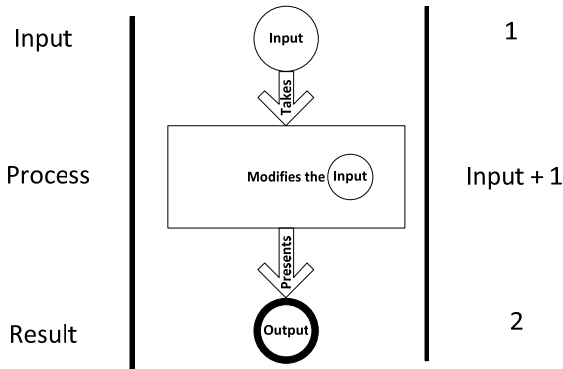 Input
Input
1
Takes
Process
Modifies the Input
Input + 1
Presents
Result
Output
2